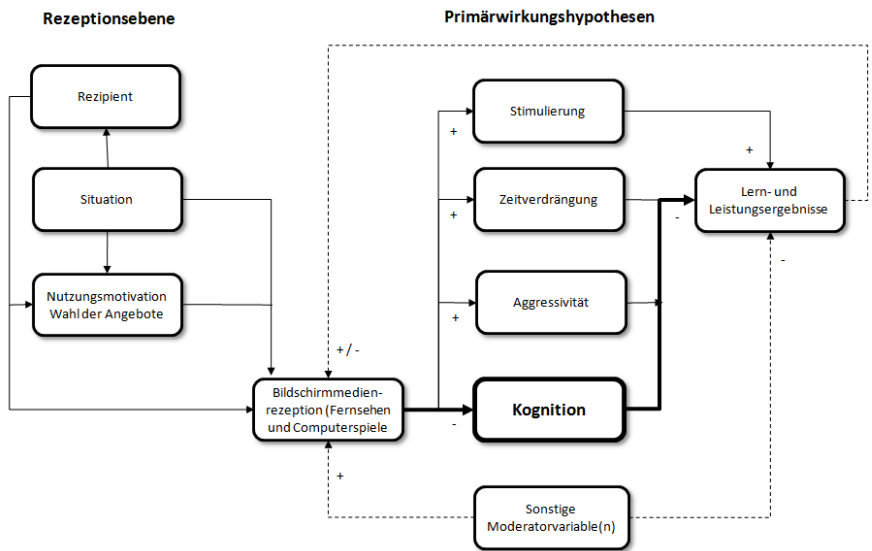 Rezeptionsebene
Primärwirkungshypothesen
Rezipient
Stimulierung
+
+
Situation
Zeitverdrängung
Lern- und
Leistungsergebnisse
+
-
-
Nutzungsmotivation
Wahl der Angebote
Aggressivität
+
+ / -
Bildschirmmedien-
rezeption (Fernsehen
und Computerspiele
Kognition
-
+
Sonstige
Moderatorvariable(n)